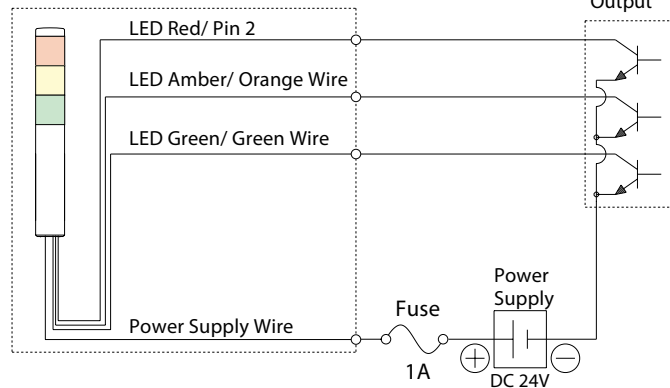 Output
LED Red/ Pin 2
LED Amber/ Orange Wire
LED Green/ Green Wire
Power Supply Wire
Fuse
1A
Power
Supply
+
−
DC 24V